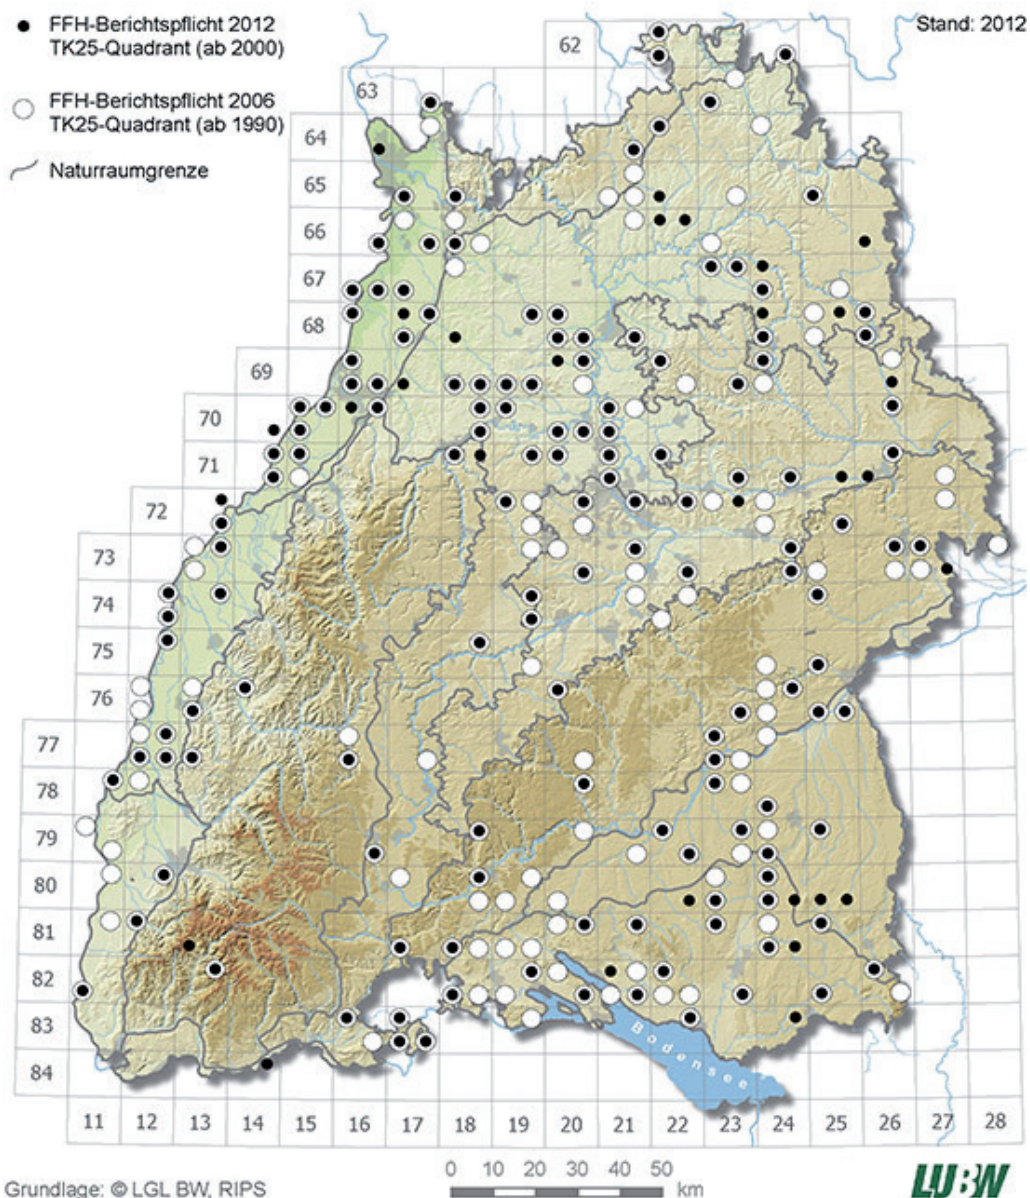 FFH-Berichtspflicht 2012
TK25-Quadrant (ab 2000)
FFH-Berichtspflicht 2006
TK25-Quadrant (ab 1990)
Naturraumgrenze
Stand: 2012
62
63
64
65
66
67
68
69
70
71
72
73
74
75
76
77
78
79
80
81
82
83
84
Bodensee
11 12 13 14 15 16 17 18 19 20 21 22 23 24 25 26 27 28
0 10 20 30 40 50
km
Grundlage: © LGL BW, RIPS
LUBW